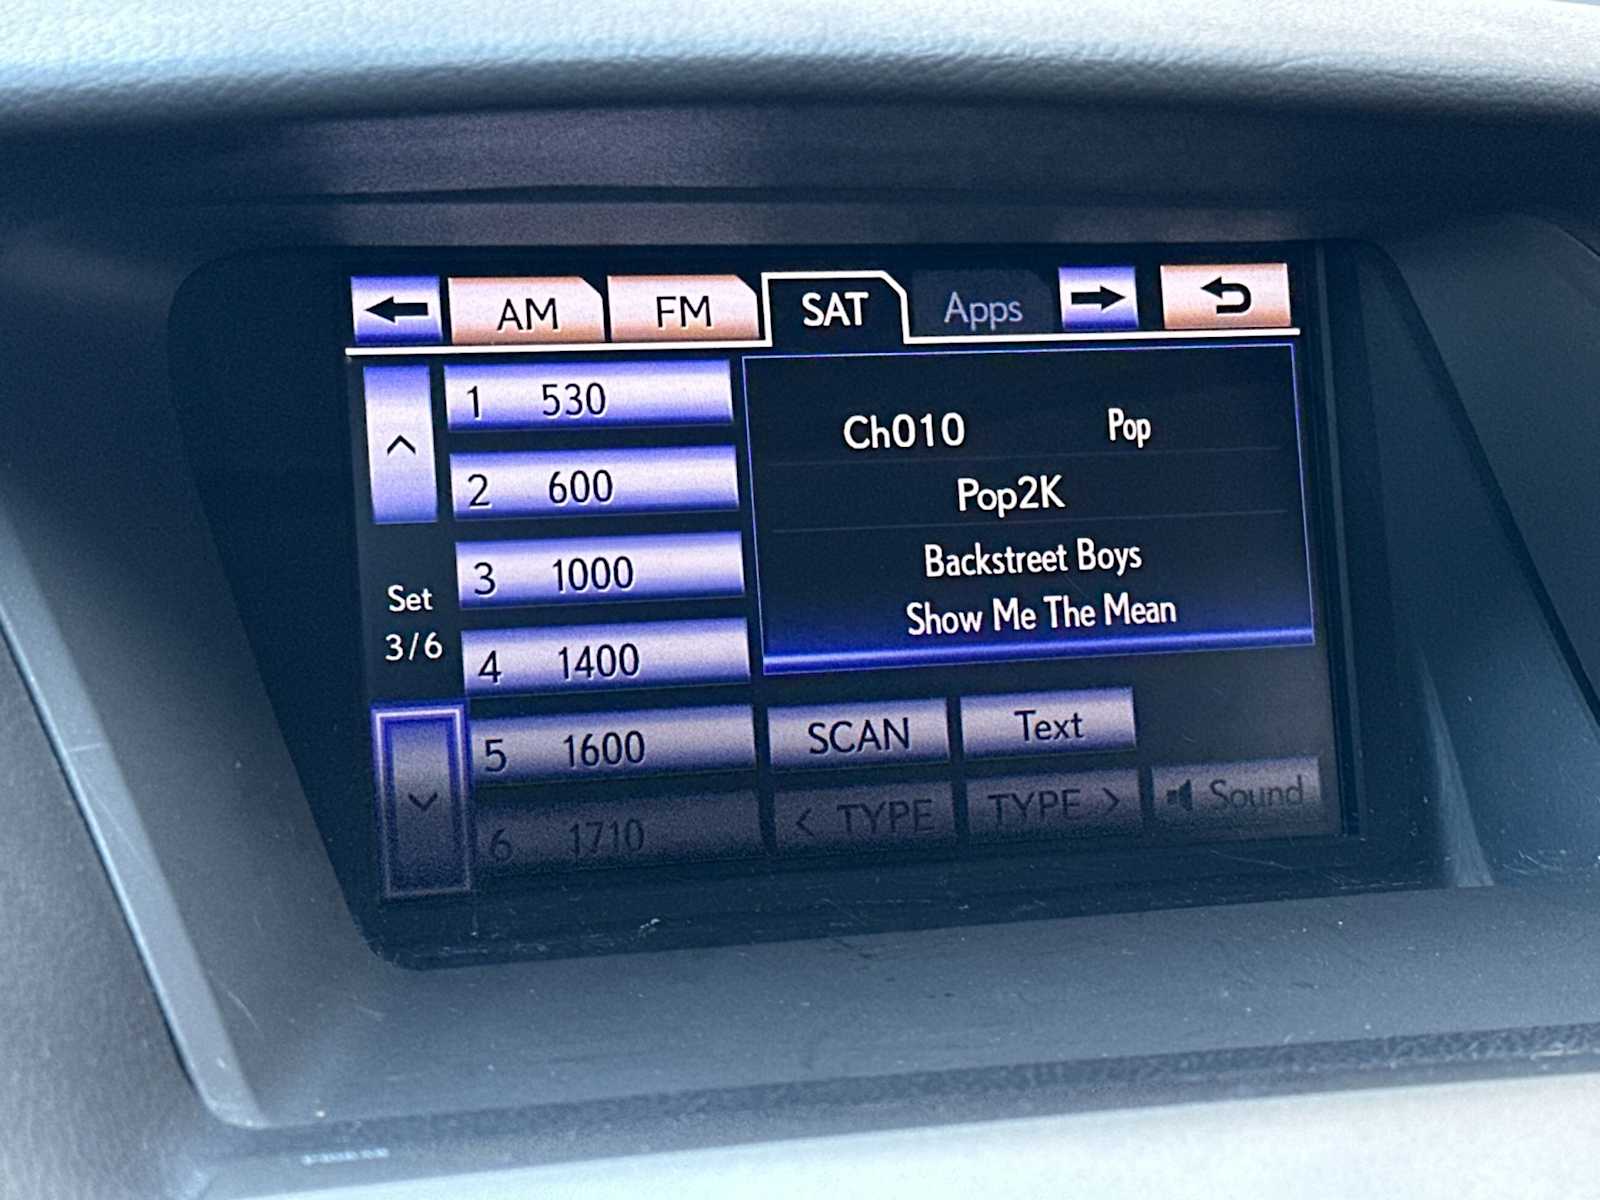 AM FM SAT Apps
1 530
2 600
3 1000
4 1400
5 1600
6 1710
Set
3/6
Ch010 Pop
Pop2K
Backstreet Boys
Show Me The Mean
SCAN Text
< TYPE TYPE > Sound